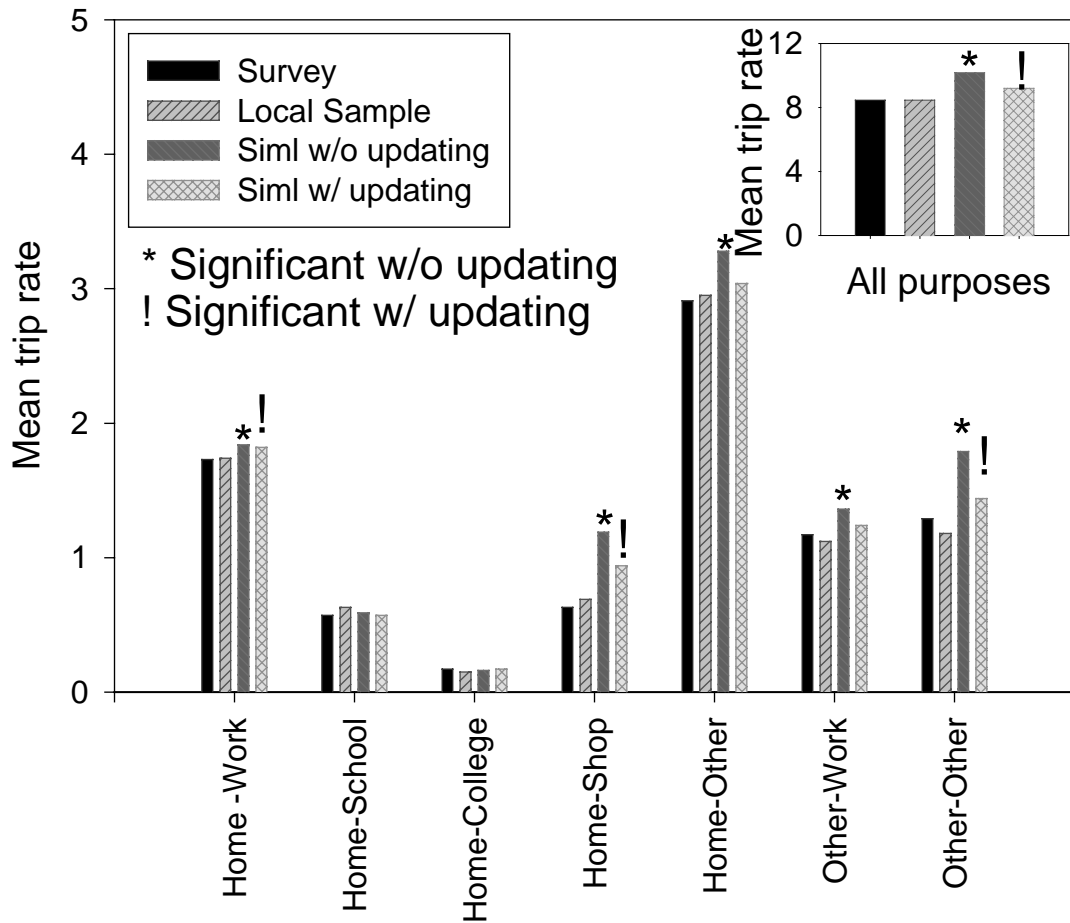 5
4
3
2
1
0
Mean trip rate
Survey
Local Sample
Siml w/o updating
Siml w/ updating
* Significant w/o updating
! Significant w/ updating
12
8
4
0
Mean trip rate
* !
All purposes
* !
* !
*
*
* !
Home -Work
Home-School
Home-College
Home-Shop
Home-Other
Other-Work
Other-Other